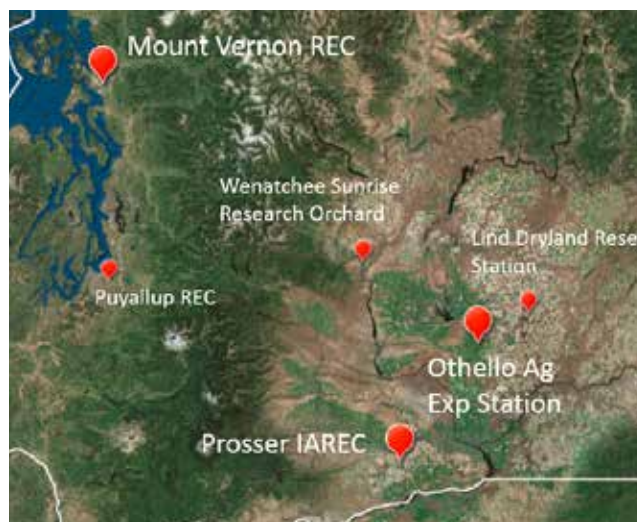 Mount Vernon REC
Wenatchee Sunrise
Research Orchard
Lind Dryland Rese
Station
Puyallup REC
Othello Ag
Exp Station
Prosser IAREC